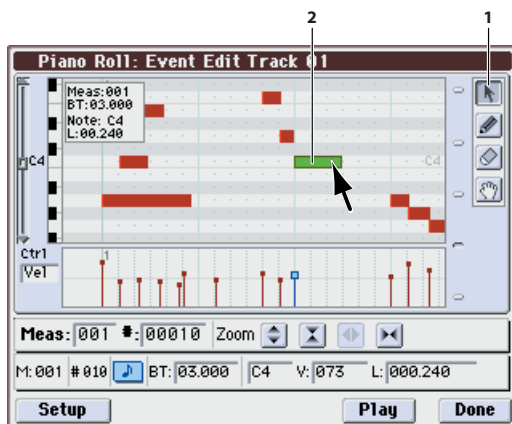 2 1
Piano Roll: Event Edit Track 01
Meas:001
BT:03.000
Note: C4
L:00.240
C4 C4
Ctrl 1
Vel
Meas: 001 #: 00010 Zoom
M: 001 # 010 BT: 03.000 C4 V: 073 L: 000.240
Setup Play Done